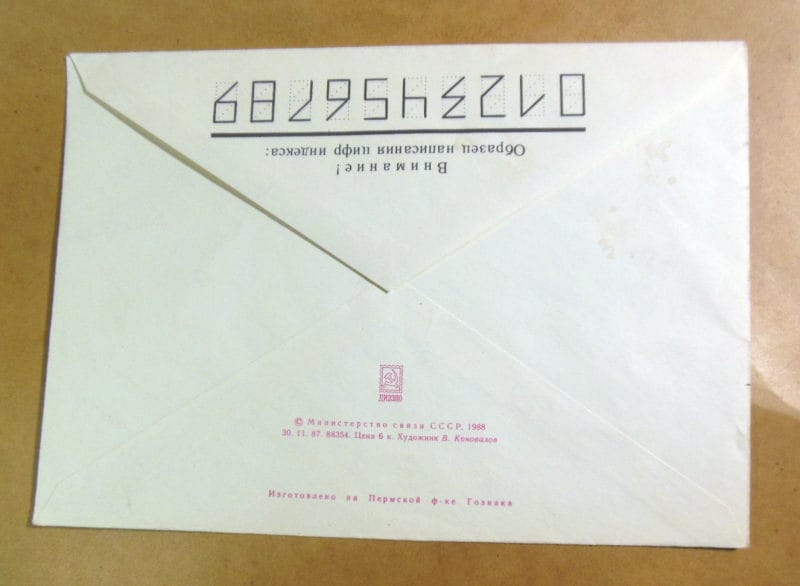 Внимание!
Образец написания цифр индекса:
0123456789
ДИЭЗПО
© Министерство связи СССР, 1988
30. 11. 87. 88354. Цена 6 к. Художник В. Коновалов
Изготовлено на Пермской ф-ке Гознака